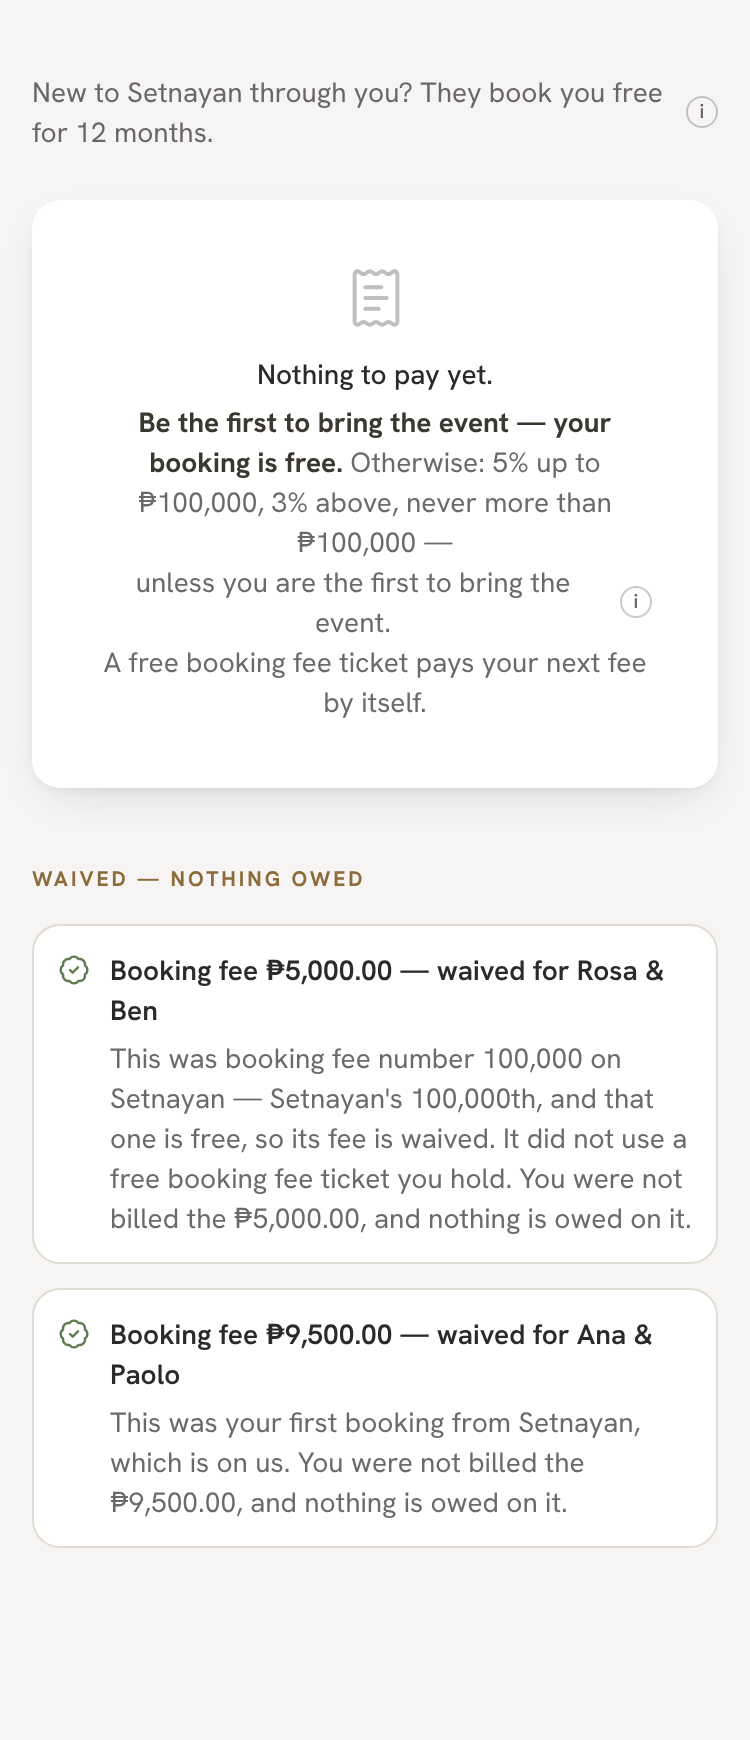 New to Setnayan through you? They book you free
for 12 months.
i
Nothing to pay yet.
Be the first to bring the event — your
booking is free. Otherwise: 5% up to
₱100,000, 3% above, never more than
₱100,000 —
unless you are the first to bring the
event.
i
A free booking fee ticket pays your next fee
by itself.
WAIVED — NOTHING OWED
Booking fee ₱5,000.00 — waived for Rosa &
Ben
This was booking fee number 100,000 on
Setnayan — Setnayan's 100,000th, and that
one is free, so its fee is waived. It did not use a
free booking fee ticket you hold. You were not
billed the ₱5,000.00, and nothing is owed on it.
Booking fee ₱9,500.00 — waived for Ana &
Paolo
This was your first booking from Setnayan,
which is on us. You were not billed the
₱9,500.00, and nothing is owed on it.